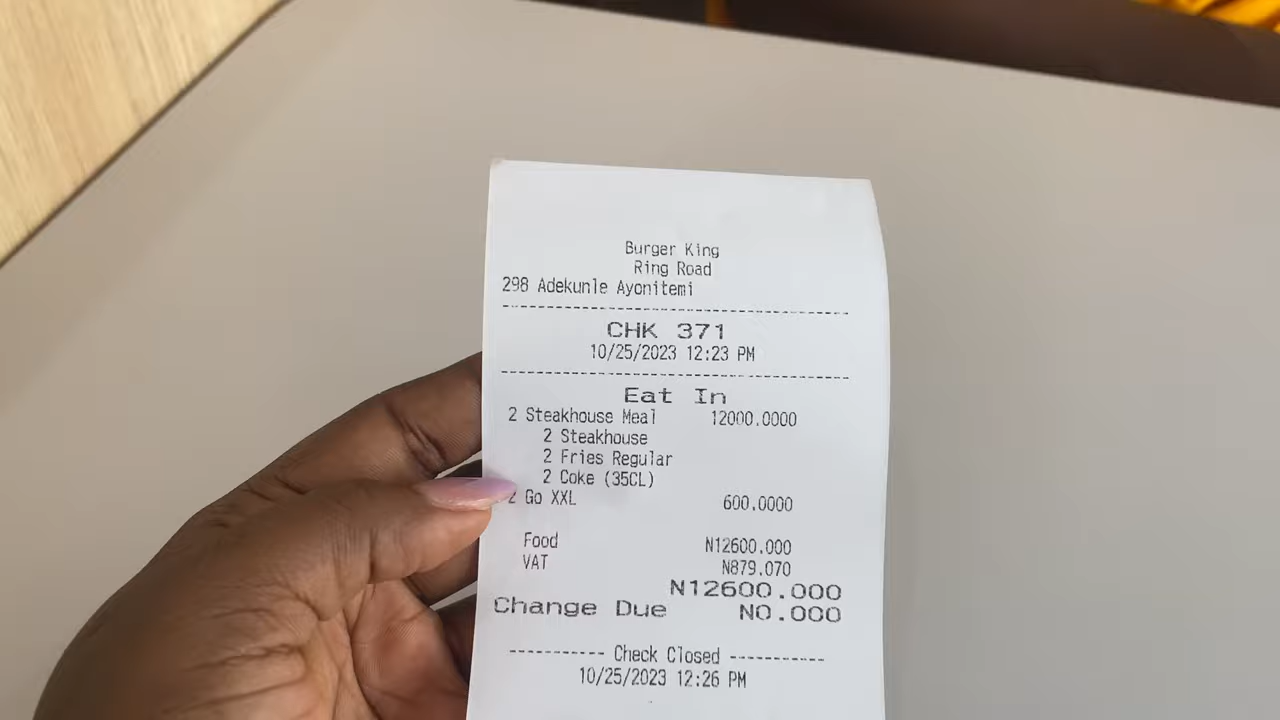 Burger King
Ring Road
298 Adekunle Ayonitemi
CHK 371
10/25/2023 12:23 PM
Eat In
2 Steakhouse Meal 12000.0000
2 Steakhouse
2 Fries Regular
2 Coke (35CL)
2 Go XXL 600.0000
Food N12600.000
VAT N879.070
N12600.000
Change Due N0.000
----------- Check Closed -----------
10/25/2023 12:26 PM